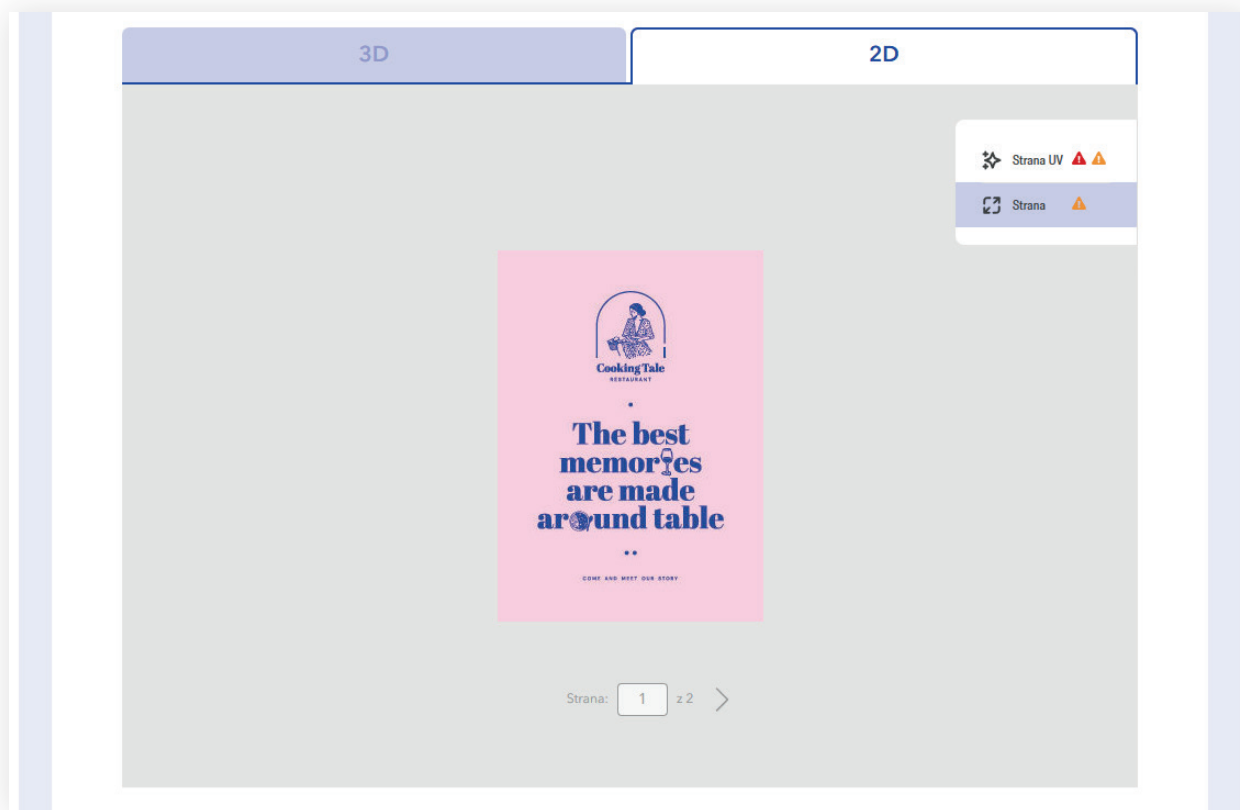 3D
2D
Strana UV
Strana
Cooking Tale
RESTAURANT
The best
memories
are made
around table
COME AND MEET OUR STORY
Strana: 1 z 2